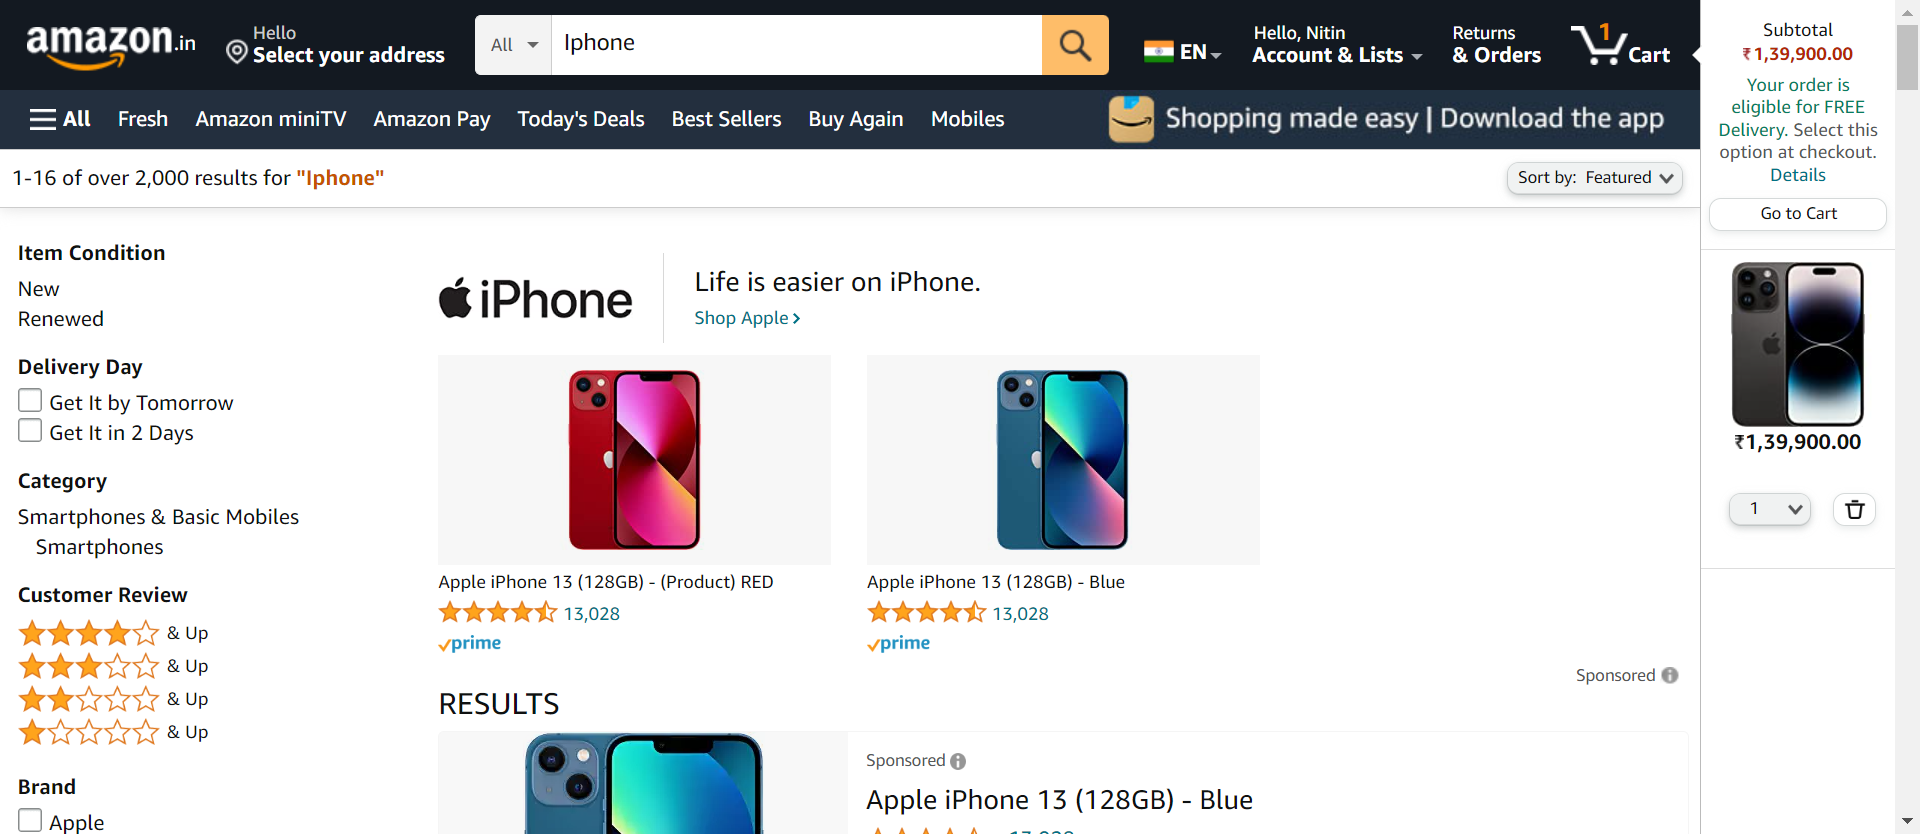 amazon.in
Hello
Select your address
All
Iphone
EN
Hello, Nitin
Account & Lists
Returns
& Orders
1
Cart
All
Fresh
Amazon miniTV
Amazon Pay
Today's Deals
Best Sellers
Buy Again
Mobiles
Shopping made easy | Download the app
1-16 of over 2,000 results for "Iphone"
Sort by: Featured
Item Condition
New
Renewed
Delivery Day
Get It by Tomorrow
Get It in 2 Days
Category
Smartphones & Basic Mobiles
Smartphones
Customer Review
& Up
& Up
& Up
& Up
Brand
Apple
iPhone
Life is easier on iPhone.
Shop Apple
Apple iPhone 13 (128GB) - (Product) RED
13,028
prime
Apple iPhone 13 (128GB) - Blue
13,028
prime
Sponsored
RESULTS
Sponsored
Apple iPhone 13 (128GB) - Blue
13,028
Subtotal
₹1,39,900.00
Your order is
eligible for FREE
Delivery. Select this
option at checkout.
Details
Go to Cart
₹1,39,900.00
1